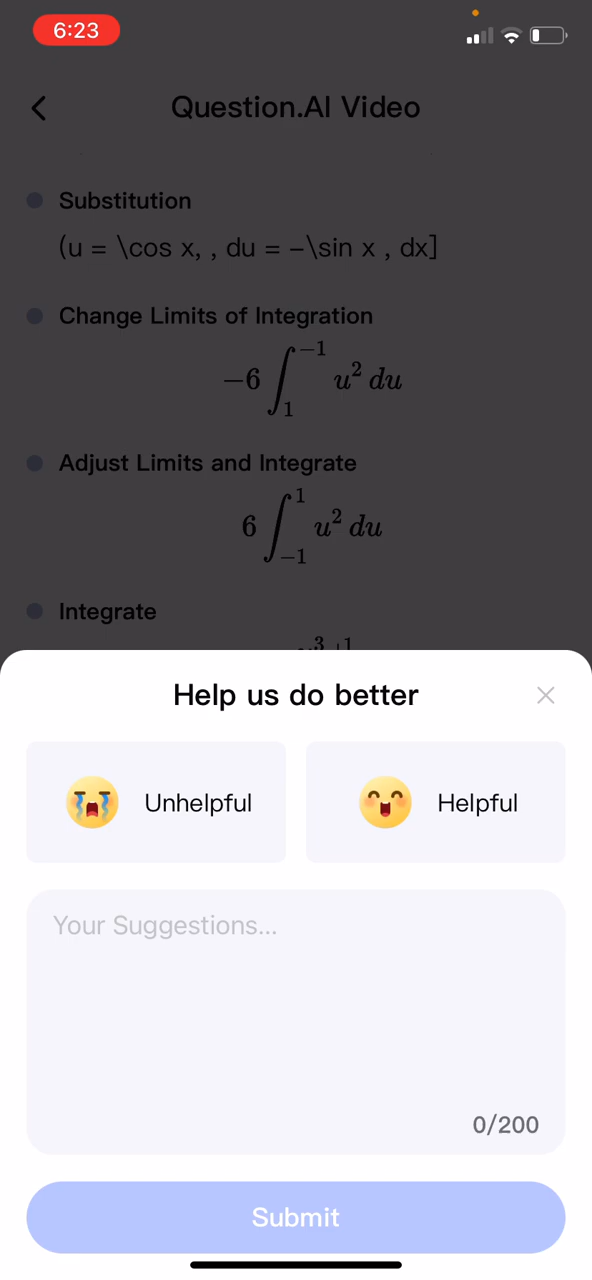 6:23
Question.AI Video
Substitution
(u = \cos x, , du = −\sin x , dx]
Change Limits of Integration
−6 ∫₁⁻¹ u² du
Adjust Limits and Integrate
6 ∫₋₁¹ u² du
Integrate
Help us do better
Unhelpful
Helpful
Your Suggestions...
0/200
Submit